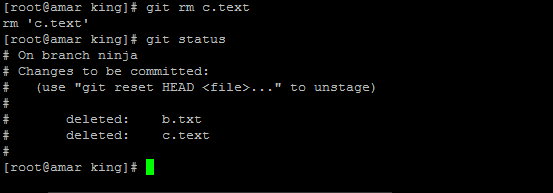 [root@amar king]# git rm c.text
rm 'c.text'
[root@amar king]# git status
# On branch ninja
# Changes to be committed:
#   (use "git reset HEAD <file>..." to unstage)
#
#       deleted:    b.txt
#       deleted:    c.text
#
[root@amar king]#